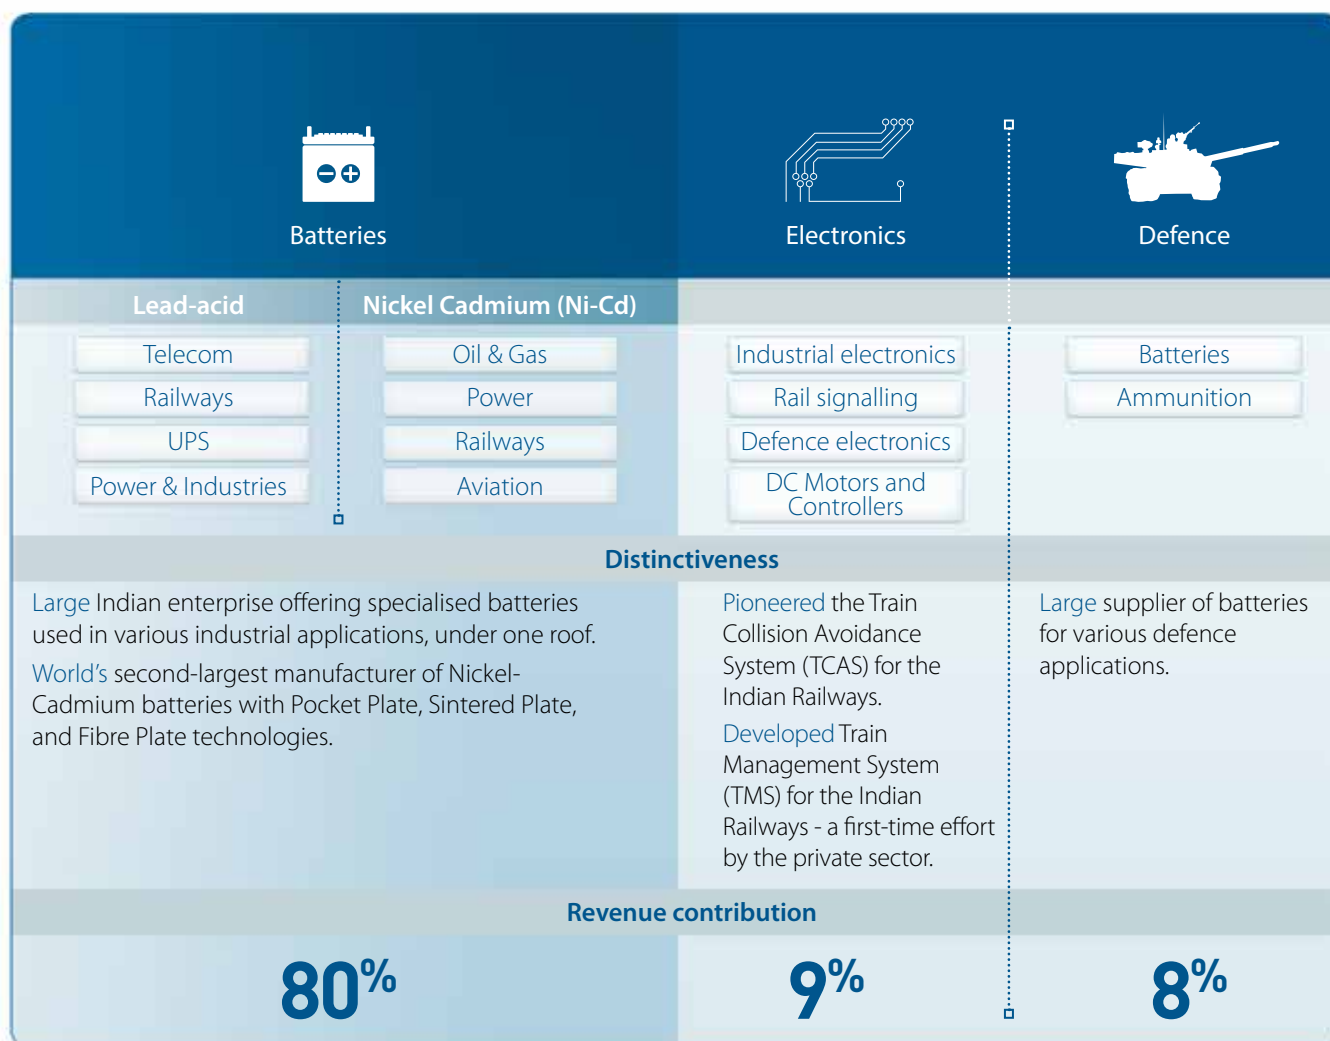 Batteries
Electronics
Defence
Lead-acid
Nickel Cadmium (Ni-Cd)
Telecom
Railways
UPS
Power & Industries
Oil & Gas
Power
Railways
Aviation
Industrial electronics
Rail signalling
Defence electronics
DC Motors and
Controllers
Batteries
Ammunition
Distinctiveness
Large Indian enterprise offering specialised batteries
used in various industrial applications, under one roof.
World's second-largest manufacturer of Nickel-
Cadmium batteries with Pocket Plate, Sintered Plate,
and Fibre Plate technologies.
Pioneered the Train
Collision Avoidance
System (TCAS) for the
Indian Railways.
Developed Train
Management System
(TMS) for the Indian
Railways - a first-time effort
by the private sector.
Large supplier of batteries
for various defence
applications.
Revenue contribution
80%
9%
8%